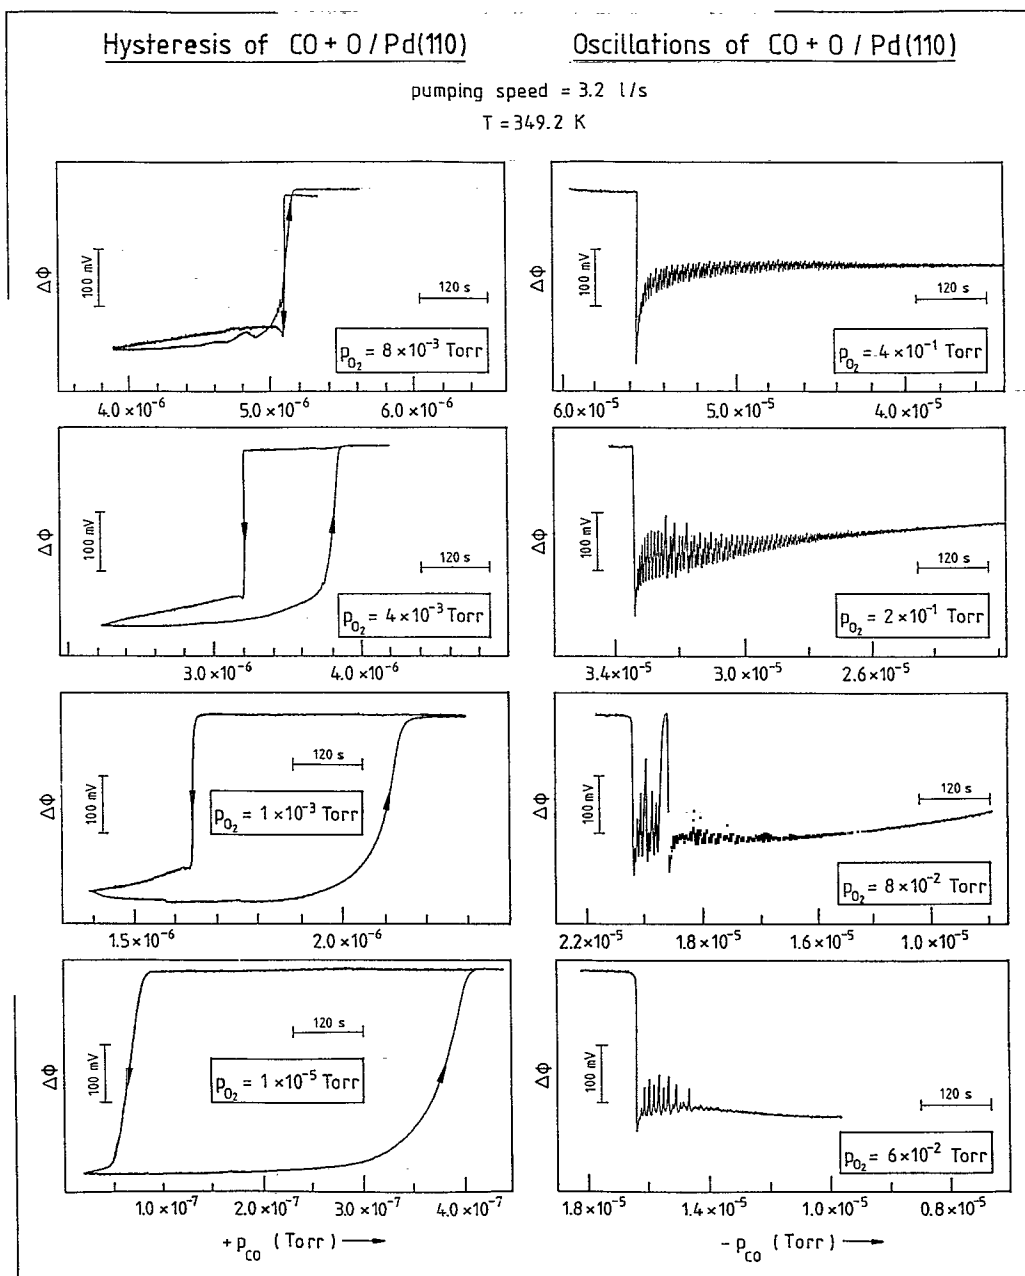 Hysteresis of CO + O / Pd(110)
Oscillations of CO + O / Pd(110)
pumping speed = 3.2 l/s
T = 349.2 K
ΔΦ
100 mV
120 s
p_O₂ = 8 × 10⁻³ Torr
4.0 × 10⁻⁶ 5.0 × 10⁻⁶ 6.0 × 10⁻⁶
ΔΦ
100 mV
120 s
p_O₂ = 4 × 10⁻¹ Torr
6.0 × 10⁻⁵ 5.0 × 10⁻⁵ 4.0 × 10⁻⁵
ΔΦ
100 mV
120 s
p_O₂ = 4 × 10⁻³ Torr
3.0 × 10⁻⁶ 4.0 × 10⁻⁶
ΔΦ
100 mV
120 s
p_O₂ = 2 × 10⁻¹ Torr
3.4 × 10⁻⁵ 3.0 × 10⁻⁵ 2.6 × 10⁻⁵
ΔΦ
100 mV
120 s
p_O₂ = 1 × 10⁻³ Torr
1.5 × 10⁻⁶ 2.0 × 10⁻⁶
ΔΦ
100 mV
120 s
p_O₂ = 8 × 10⁻² Torr
2.2 × 10⁻⁵ 1.8 × 10⁻⁵ 1.6 × 10⁻⁵ 1.0 × 10⁻⁵
ΔΦ
100 mV
120 s
p_O₂ = 1 × 10⁻⁵ Torr
1.0 × 10⁻⁷ 2.0 × 10⁻⁷ 3.0 × 10⁻⁷ 4.0 × 10⁻⁷
+ p_CO (Torr) →
ΔΦ
100 mV
120 s
p_O₂ = 6 × 10⁻² Torr
1.8 × 10⁻⁵ 1.4 × 10⁻⁵ 1.0 × 10⁻⁵ 0.8 × 10⁻⁵
− p_CO (Torr) →